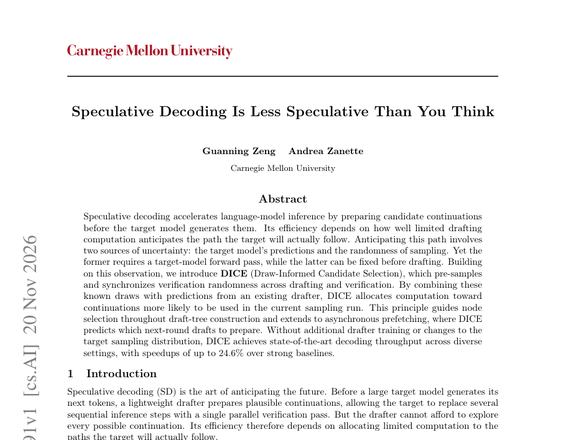 Carnegie Mellon University
Speculative Decoding Is Less Speculative Than You Think
Guanning Zeng Andrea Zanette
Carnegie Mellon University
Abstract
Speculative decoding accelerates language-model inference by preparing candidate continuations
before the target model generates them. Its efficiency depends on how well limited drafting
computation anticipates the path the target will actually follow. Anticipating this path involves
two sources of uncertainty: the target model's predictions and the randomness of sampling. Yet the
former requires a target-model forward pass, while the latter can be fixed before drafting. Building
on this observation, we introduce DICE (Draw-Informed Candidate Selection), which pre-samples
and synchronizes verification randomness across drafting and verification. By combining these
known draws with predictions from an existing drafter, DICE allocates computation toward
continuations more likely to be used in the current sampling run. This principle guides node
selection throughout draft-tree construction and extends to asynchronous prefetching, where DICE
predicts which next-round drafts to prepare. Without additional drafter training or changes to the
target sampling distribution, DICE achieves state-of-the-art decoding throughput across diverse
settings, with speedups of up to 24.6% over strong baselines.
1 Introduction
Speculative decoding (SD) is the art of anticipating the future. Before a large target model generates its
next tokens, a lightweight drafter prepares plausible continuations, allowing the target to replace several
sequential inference steps with a single parallel verification pass. But the drafter cannot afford to explore
every possible continuation. Its efficiency therefore depends on allocating limited computation to the
paths the target will actually follow.
91v1 [cs.AI] 20 Nov 2026